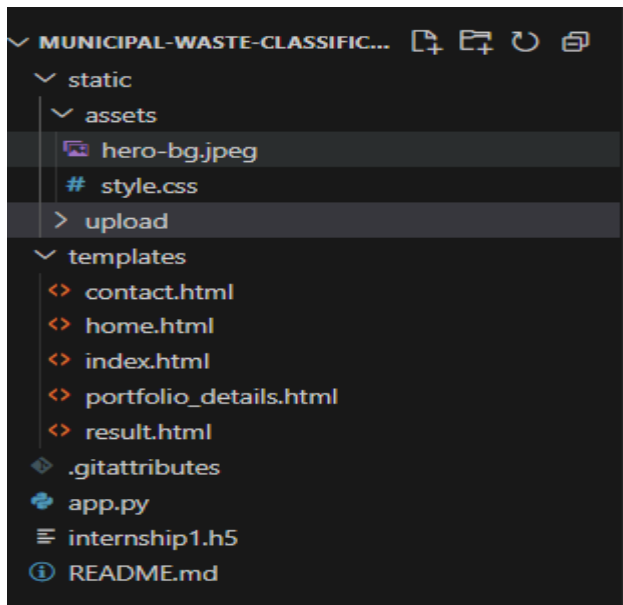 MUNICIPAL-WASTE-CLASSIFIC...
static
assets
hero-bg.jpeg
# style.css
upload
templates
<> contact.html
<> home.html
<> index.html
<> portfolio_details.html
<> result.html
.gitattributes
app.py
internship1.h5
README.md